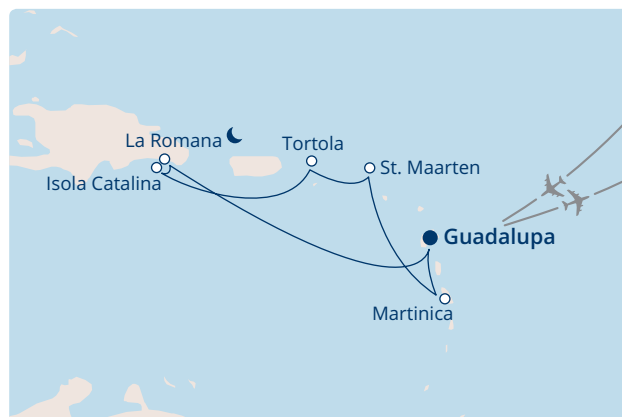 La Romana
Tortola
Isola Catalina
St. Maarten
Guadalupa
Martinica